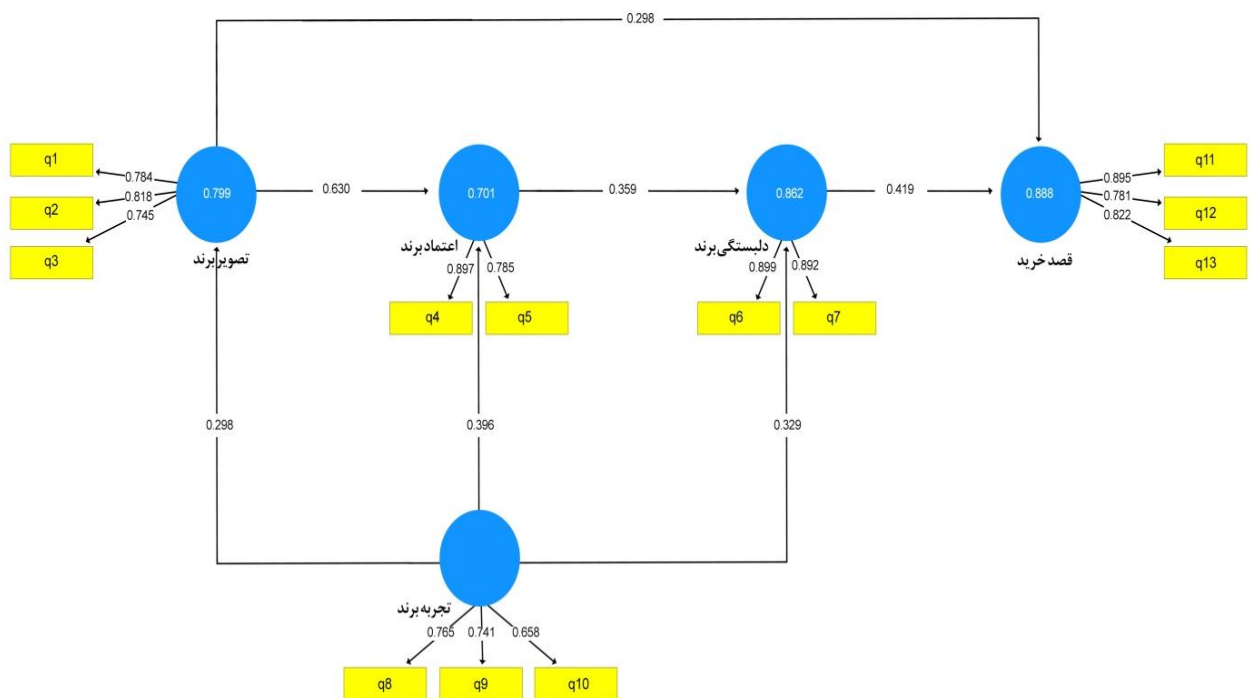 0.298
q1
0.784
q2
0.818
0.745
q3
0.799
تصویر برند
0.630
0.701
اعتماد برند
0.897
0.785
q4
q5
0.359
0.862
دلبستگی برند
0.899
0.892
q6
q7
0.419
0.888
قصد خرید
0.895
q11
0.781
q12
0.822
q13
0.298
0.396
0.329
تجربه برند
0.765
0.741
0.658
q8
q9
q10